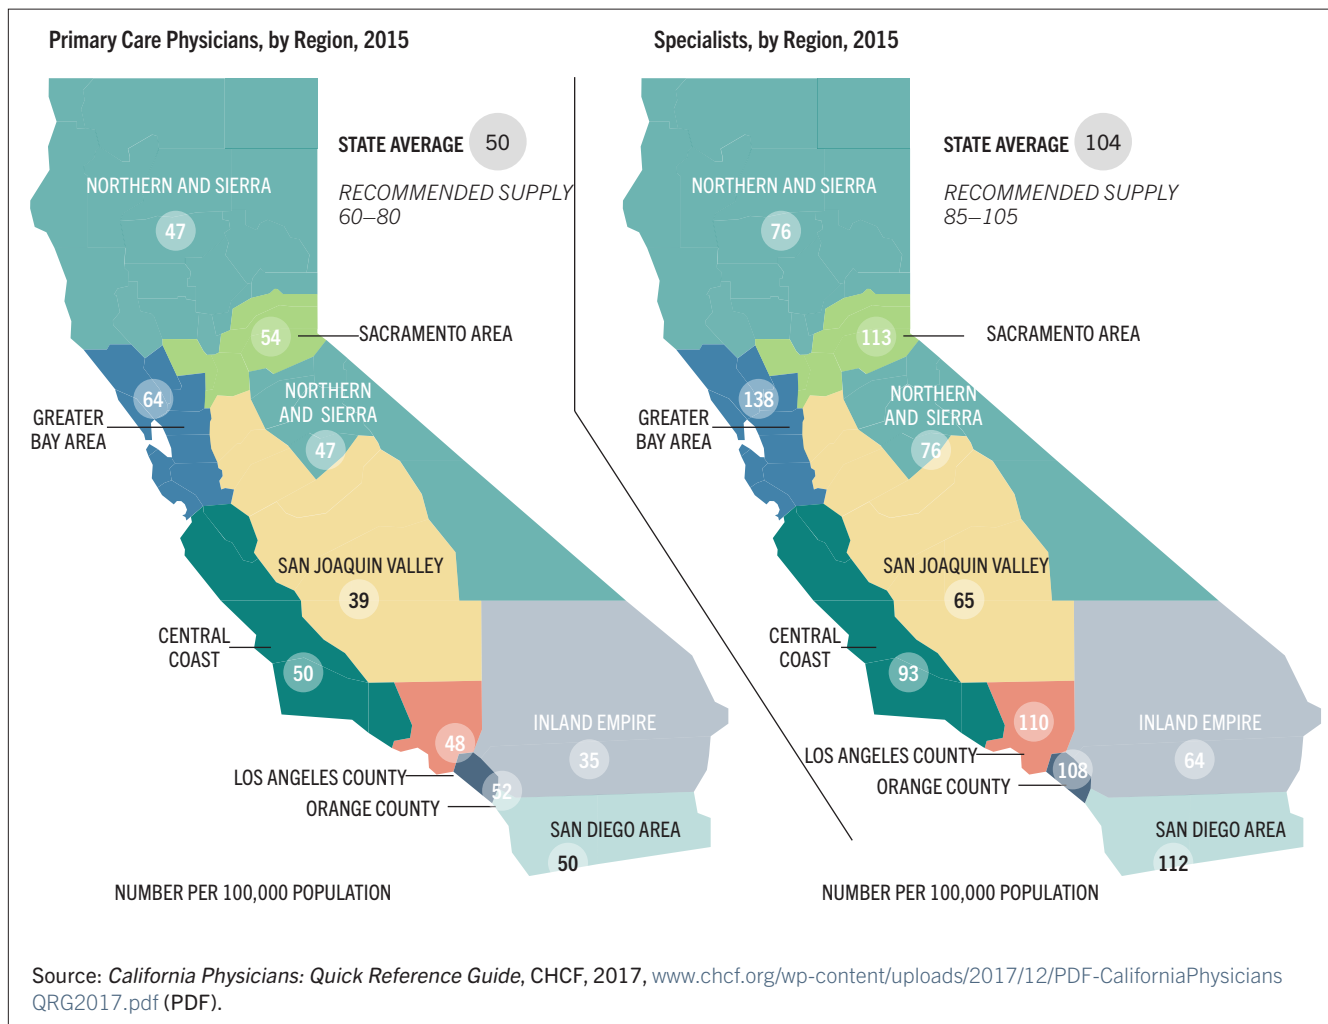 Primary Care Physicians, by Region, 2015
STATE AVERAGE 50
RECOMMENDED SUPPLY
60–80
NORTHERN AND SIERRA
47
54
SACRAMENTO AREA
64
GREATER
BAY AREA
NORTHERN
AND SIERRA
47
SAN JOAQUIN VALLEY
39
CENTRAL
COAST
50
48
LOS ANGELES COUNTY
52
ORANGE COUNTY
INLAND EMPIRE
35
SAN DIEGO AREA
50
NUMBER PER 100,000 POPULATION
Specialists, by Region, 2015
STATE AVERAGE 104
RECOMMENDED SUPPLY
85–105
NORTHERN AND SIERRA
76
113
SACRAMENTO AREA
138
GREATER
BAY AREA
NORTHERN
AND SIERRA
76
SAN JOAQUIN VALLEY
65
CENTRAL
COAST
93
110
LOS ANGELES COUNTY
108
ORANGE COUNTY
INLAND EMPIRE
64
SAN DIEGO AREA
112
NUMBER PER 100,000 POPULATION
Source: California Physicians: Quick Reference Guide, CHCF, 2017, www.chcf.org/wp-content/uploads/2017/12/PDF-CaliforniaPhysicians
QRG2017.pdf (PDF).